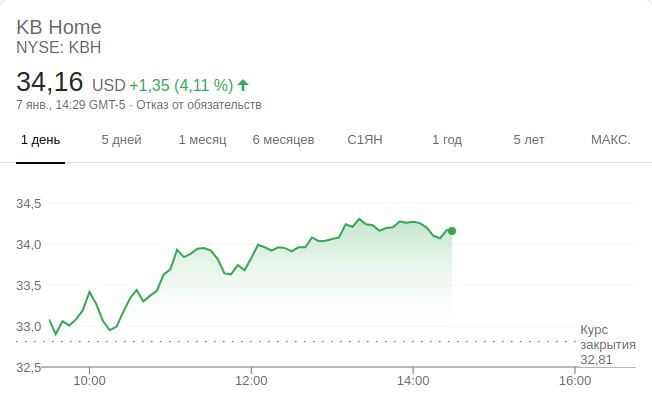 KB Home
NYSE: KBH
34,16 USD +1,35 (4,11 %)
7 янв., 14:29 GMT-5 · Отказ от обязательств
1 день 5 дней 1 месяц 6 месяцев С1ЯН 1 год 5 лет МАКС.
34,5
34,0
33,5
33,0
Курс
закрытия
32,81
32,5
10:00 12:00 14:00 16:00